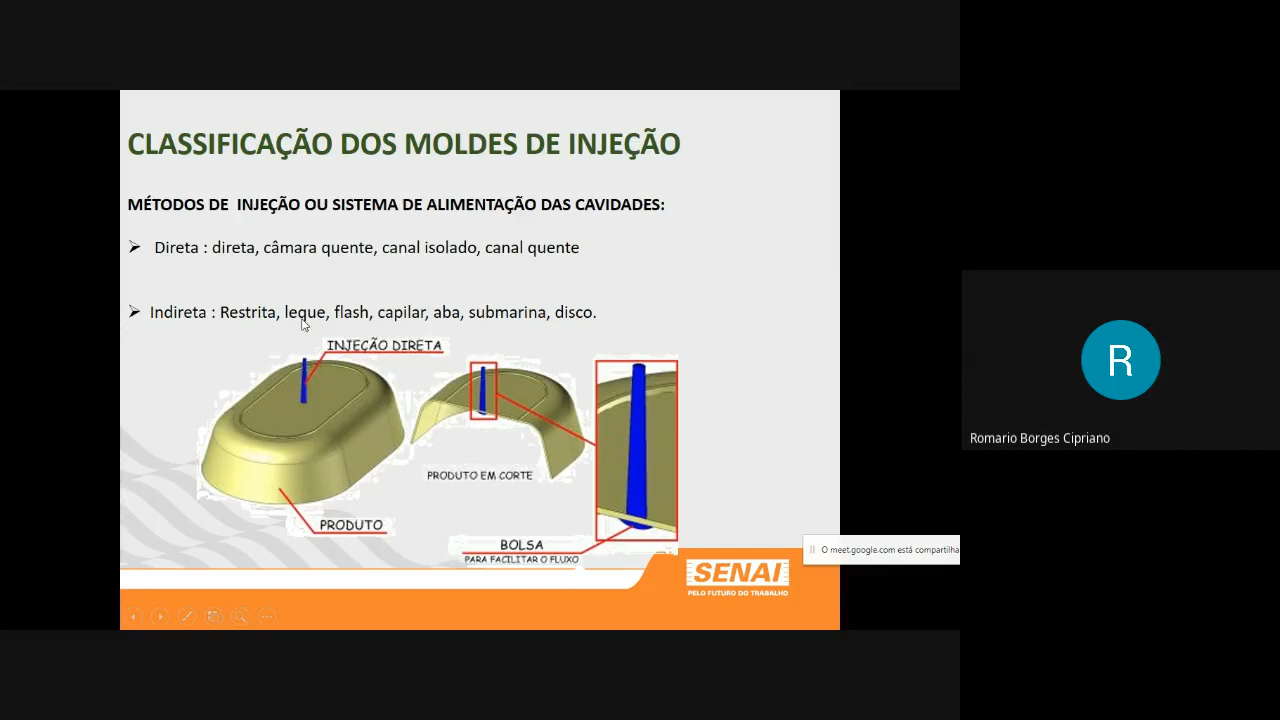 CLASSIFICAÇÃO DOS MOLDES DE INJEÇÃO
MÉTODOS DE INJEÇÃO OU SISTEMA DE ALIMENTAÇÃO DAS CAVIDADES:
➢ Direta : direta, câmara quente, canal isolado, canal quente
➢ Indireta : Restrita, leque, flash, capilar, aba, submarina, disco.
INJEÇÃO DIRETA
PRODUTO EM CORTE
PRODUTO
BOLSA
PARA FACILITAR O FLUXO
SENAI
PELO FUTURO DO TRABALHO
O meet.google.com está compartilha
R
Romario Borges Cipriano